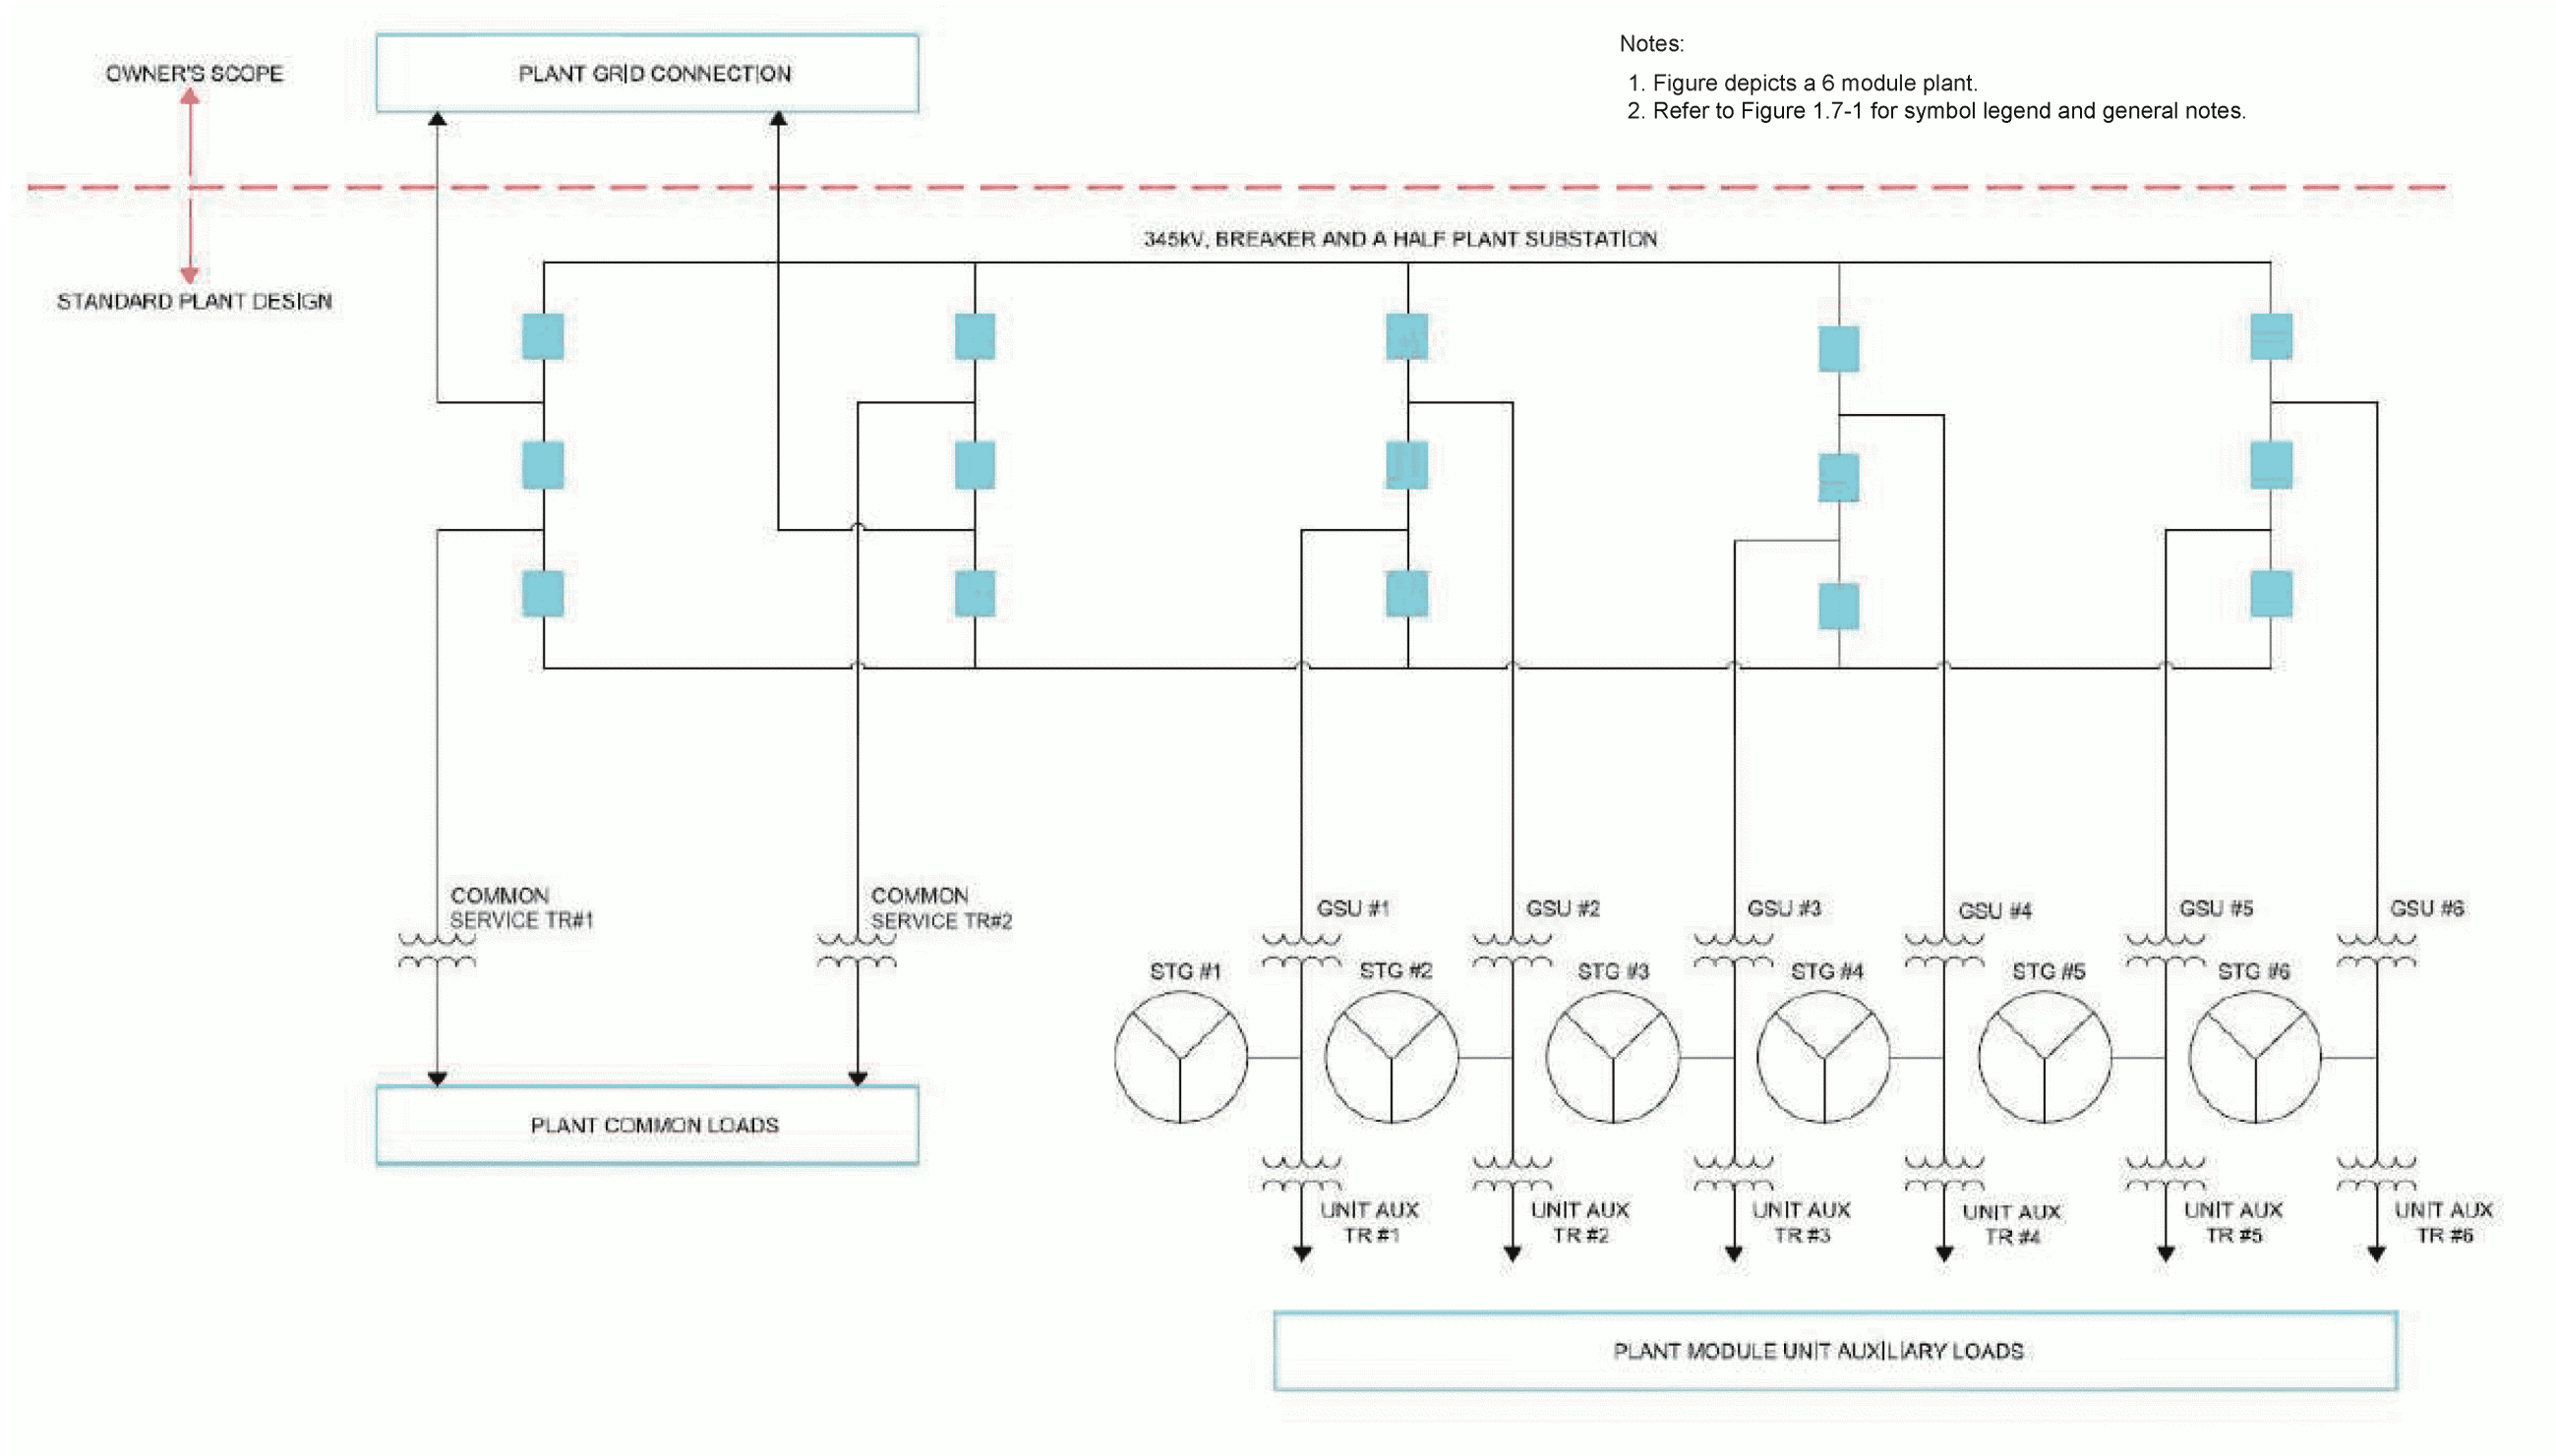 Notes:
1. Figure depicts a 6 module plant.
2. Refer to Figure 1.7-1 for symbol legend and general notes.
OWNER'S SCOPE
PLANT GRID CONNECTION
STANDARD PLANT DESIGN
345kV, BREAKER AND A HALF PLANT SUBSTATION
COMMON
SERVICE TR#1
COMMON
SERVICE TR#2
GSU #1
GSU #2
GSU #3
GSU #4
GSU #5
GSU #6
STG #1
STG #2
STG #3
STG #4
STG #5
STG #6
PLANT COMMON LOADS
UNIT AUX
TR #1
UNIT AUX
TR #2
UNIT AUX
TR #3
UNIT AUX
TR #4
UNIT AUX
TR #5
UNIT AUX
TR #6
PLANT MODULE UNIT AUXILIARY LOADS